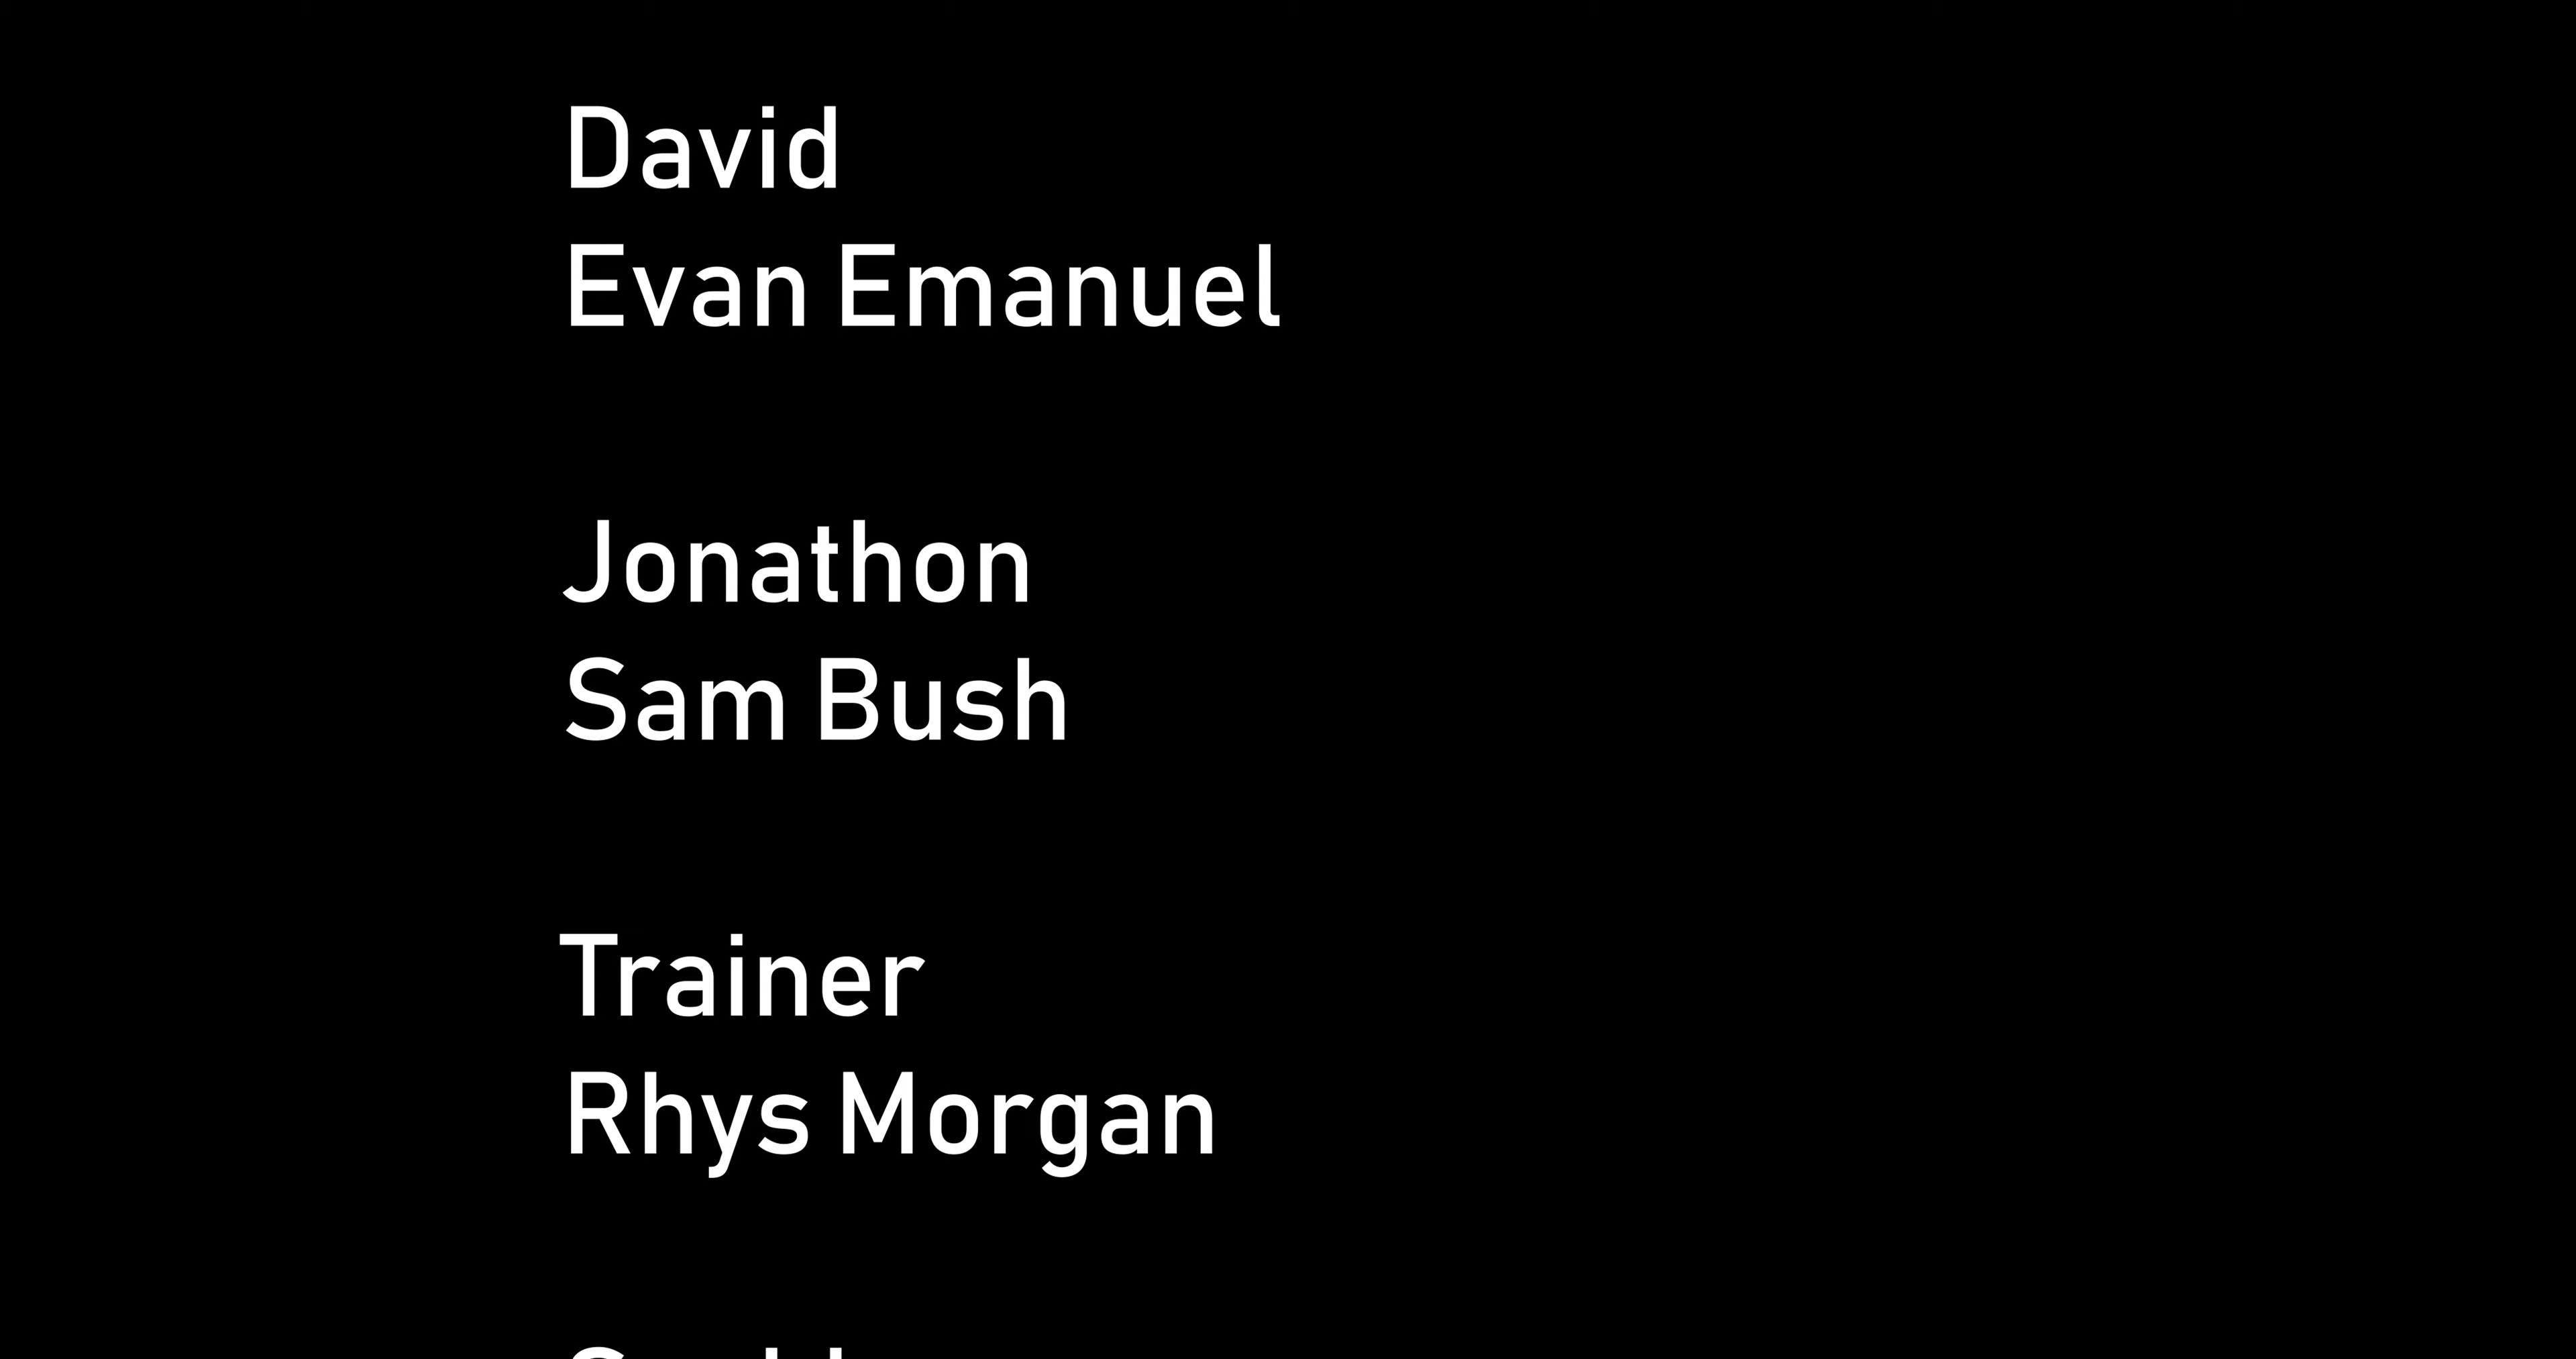 David
Evan Emanuel
Jonathon
Sam Bush
Trainer
Rhys Morgan